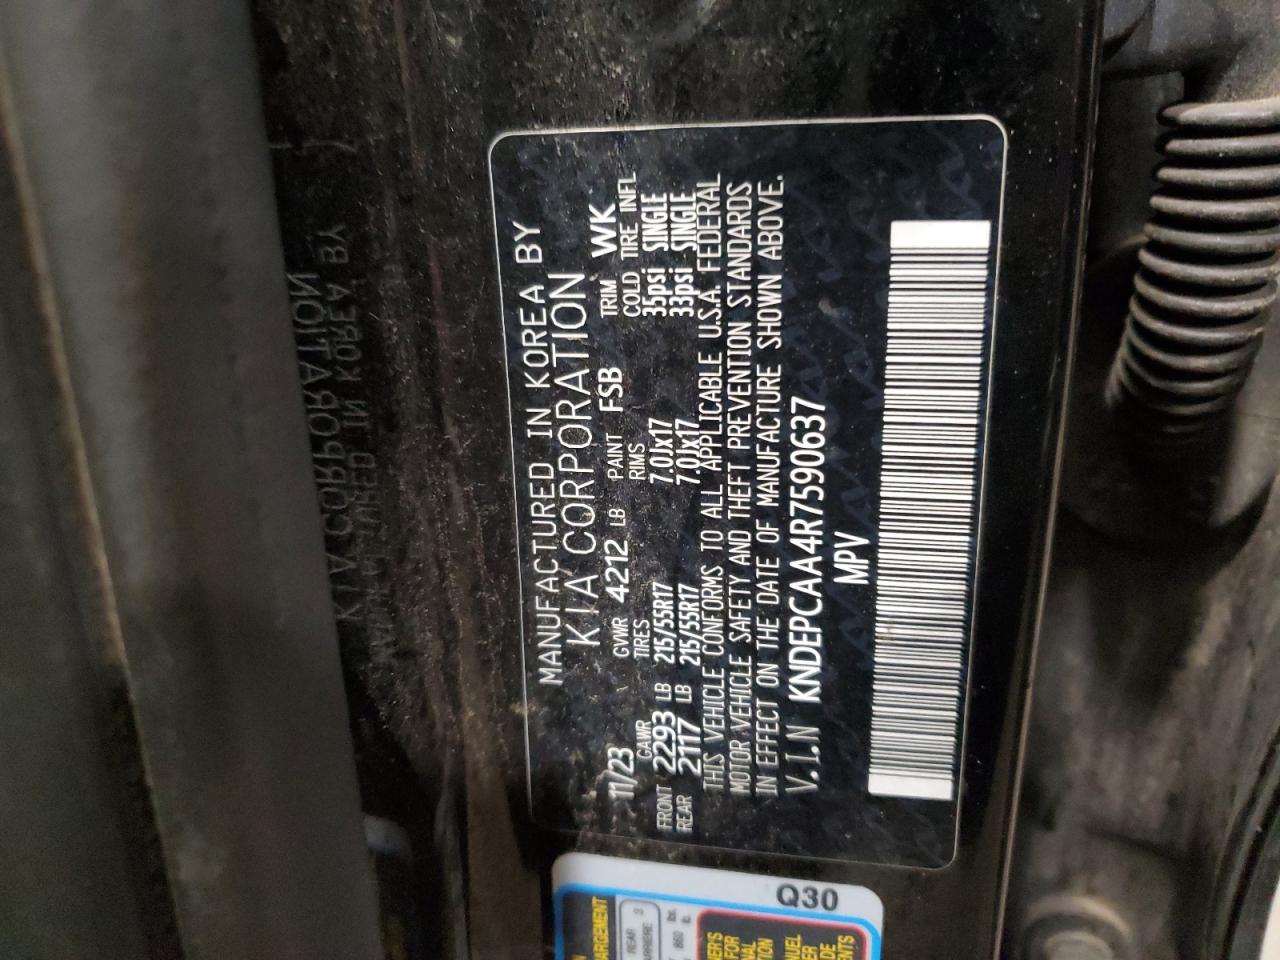 MANUFACTURED IN KOREA BY
KIA CORPORATION
11/23 GVWR 4212 LB PAINT FSB TRIM WK
GAWR TIRES RIMS COLD TIRE INFL
FRONT 2293 LB 215/55R17 7.0Jx17 35psi SINGLE
REAR 2117 LB 215/55R17 7.0Jx17 33psi SINGLE
THIS VEHICLE CONFORMS TO ALL APPLICABLE U.S.A. FEDERAL
MOTOR VEHICLE SAFETY AND THEFT PREVENTION STANDARDS
IN EFFECT ON THE DATE OF MANUFACTURE SHOWN ABOVE.
V.I.N KNDEPCAA4R7590637
MPV
Q30
REAR 3
860